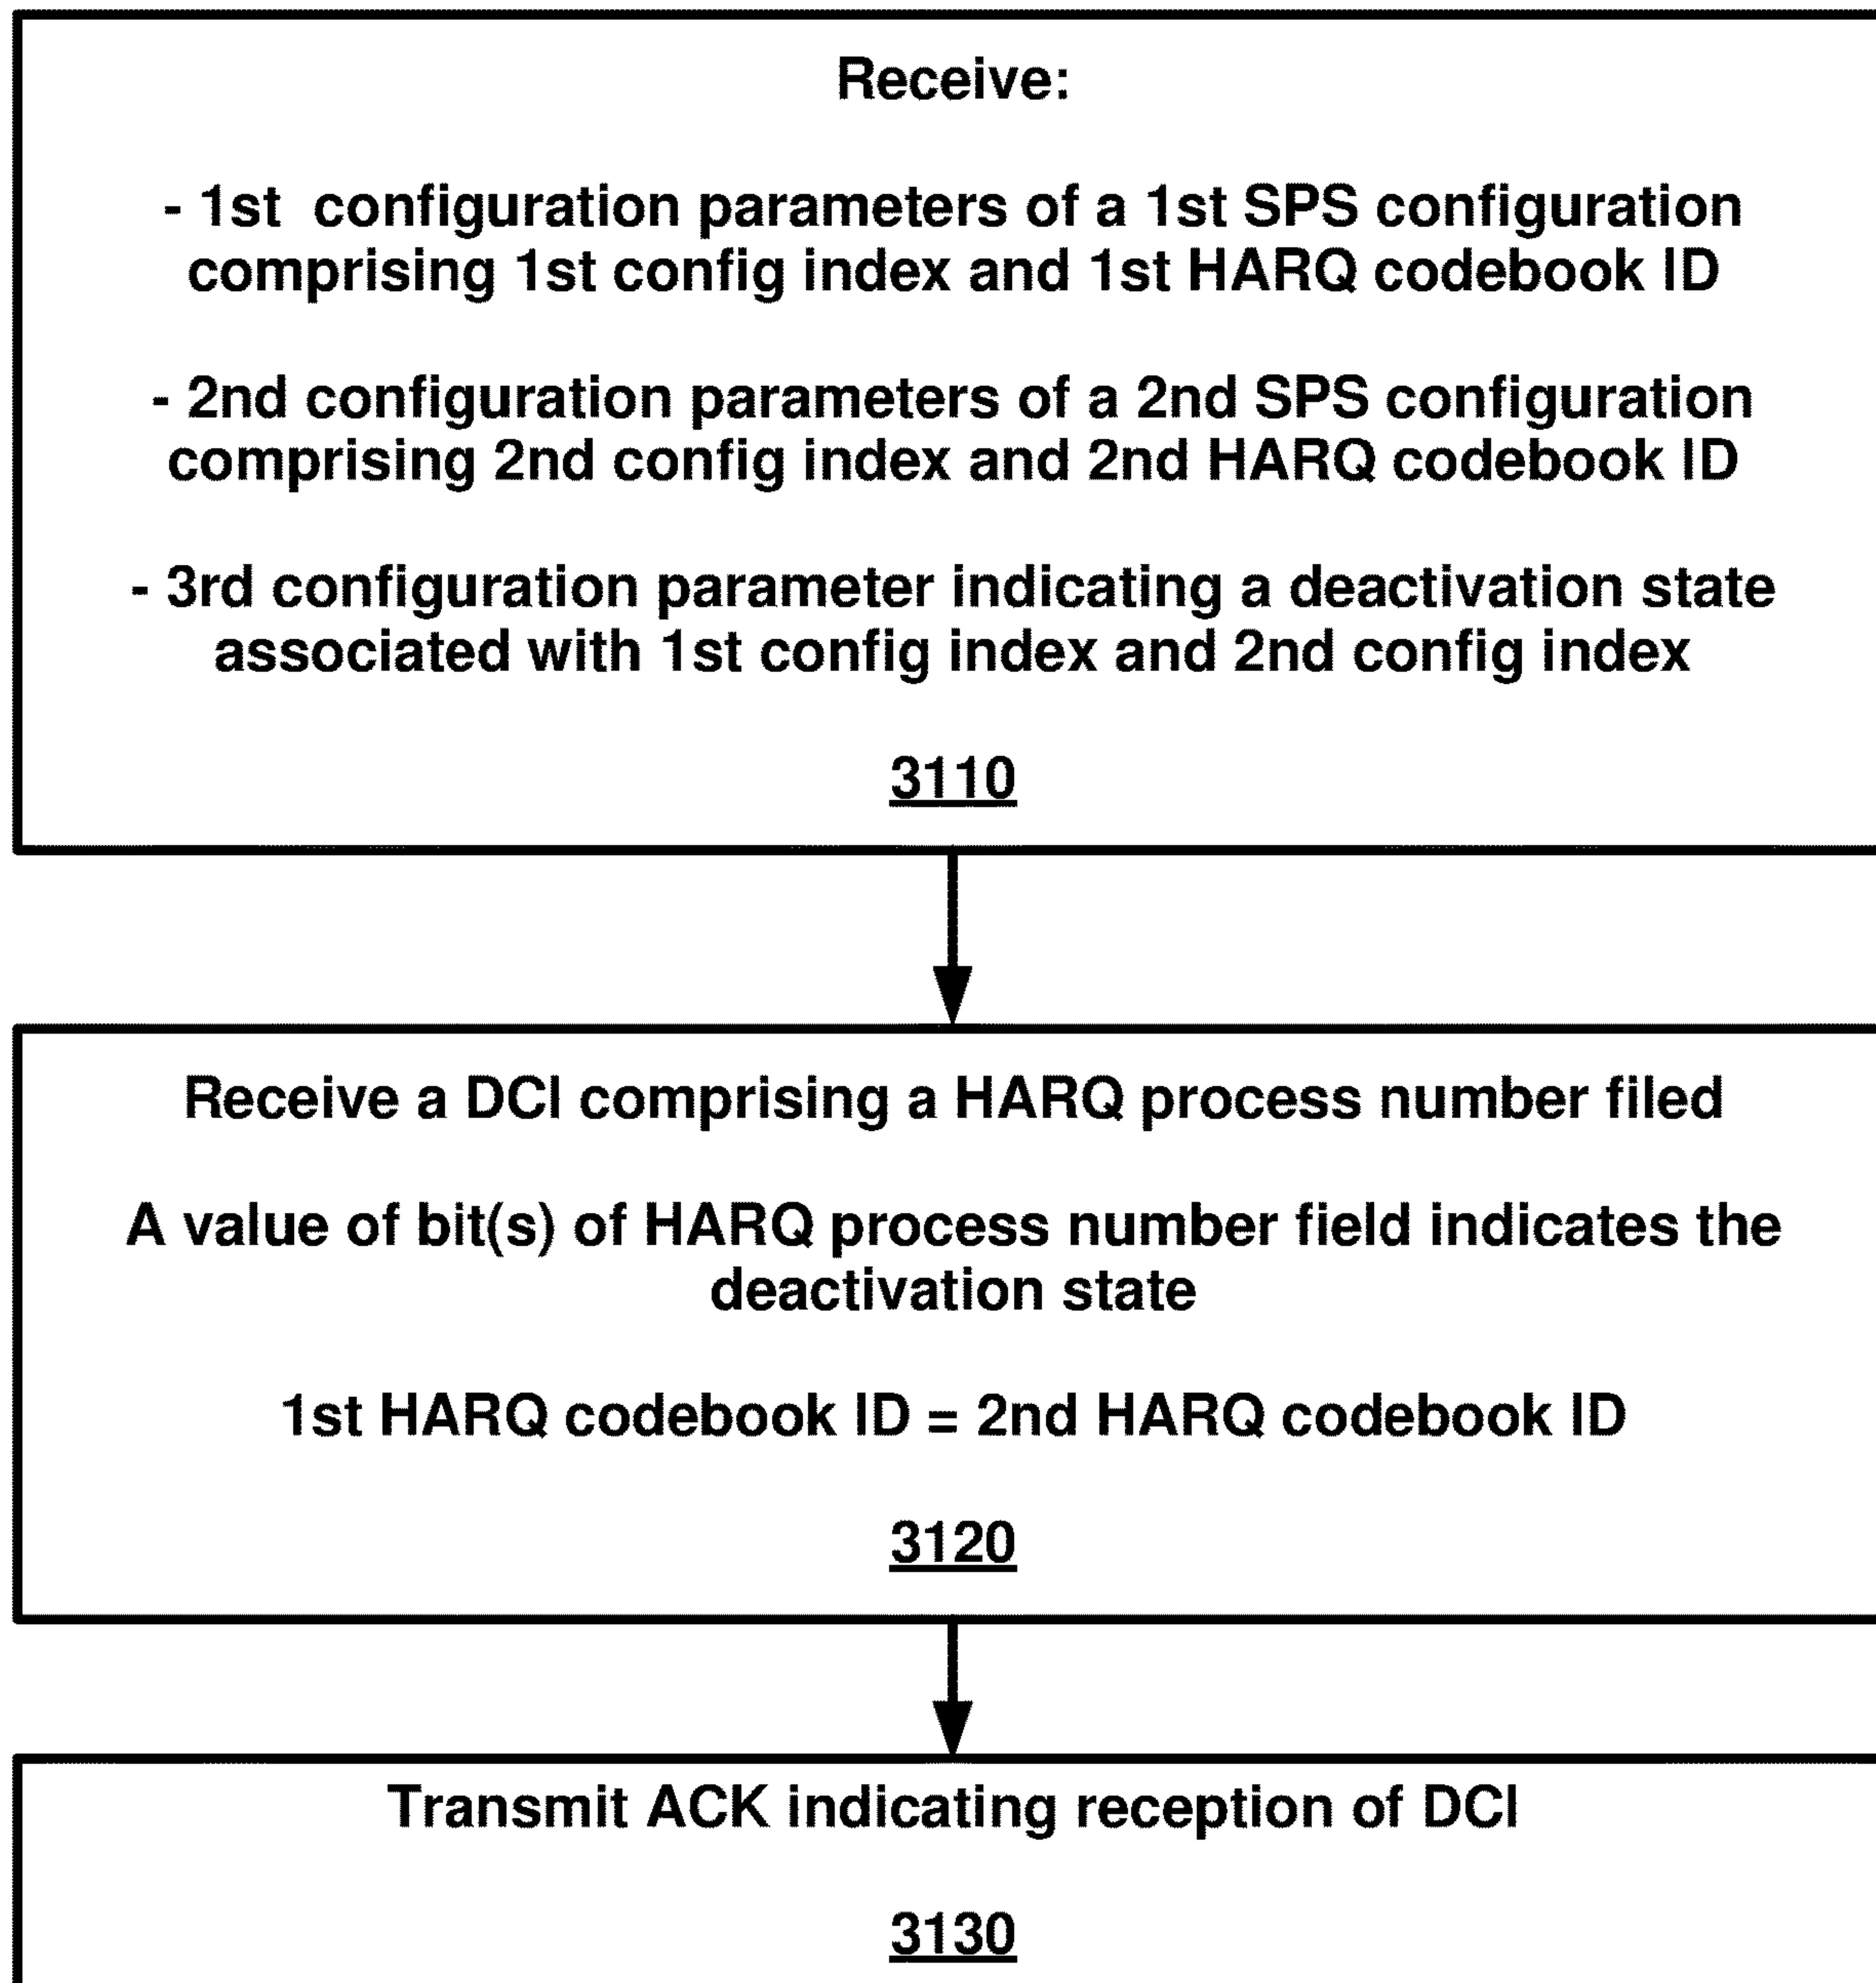 Receive:
- 1st configuration parameters of a 1st SPS configuration
comprising 1st config index and 1st HARQ codebook ID
- 2nd configuration parameters of a 2nd SPS configuration
comprising 2nd config index and 2nd HARQ codebook ID
- 3rd configuration parameter indicating a deactivation state
associated with 1st config index and 2nd config index
3110
Receive a DCI comprising a HARQ process number filed
A value of bit(s) of HARQ process number field indicates the
deactivation state
1st HARQ codebook ID = 2nd HARQ codebook ID
3120
Transmit ACK indicating reception of DCI
3130